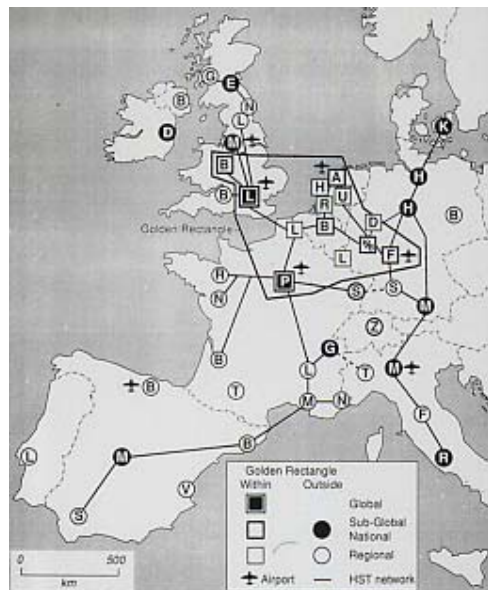 G
E
B
N
L
D
M
K
B
B
L
A
H
U
R
H
H
B
D
B
Golden Rectangle
L
%
F
L
P
R
S
S
N
M
Z
B
G
L
M
T
B
T
M
N
F
L
M
B
R
V
S
Golden Rectangle
Within Outside
Global
Sub-Global
National
Regional
Airport HST network
0 500
km